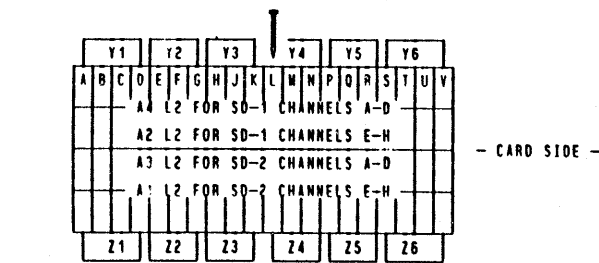 Y1 Y2 Y3 Y4 Y5 Y6
A B C D E F G H J K L M N P Q R S T U V
A4 L2 FOR SD-1 CHANNELS A-D
A2 L2 FOR SD-1 CHANNELS E-H
- CARD SIDE -
A3 L2 FOR SD-2 CHANNELS A-D
A1 L2 FOR SD-2 CHANNELS E-H
Z1 Z2 Z3 Z4 Z5 Z6